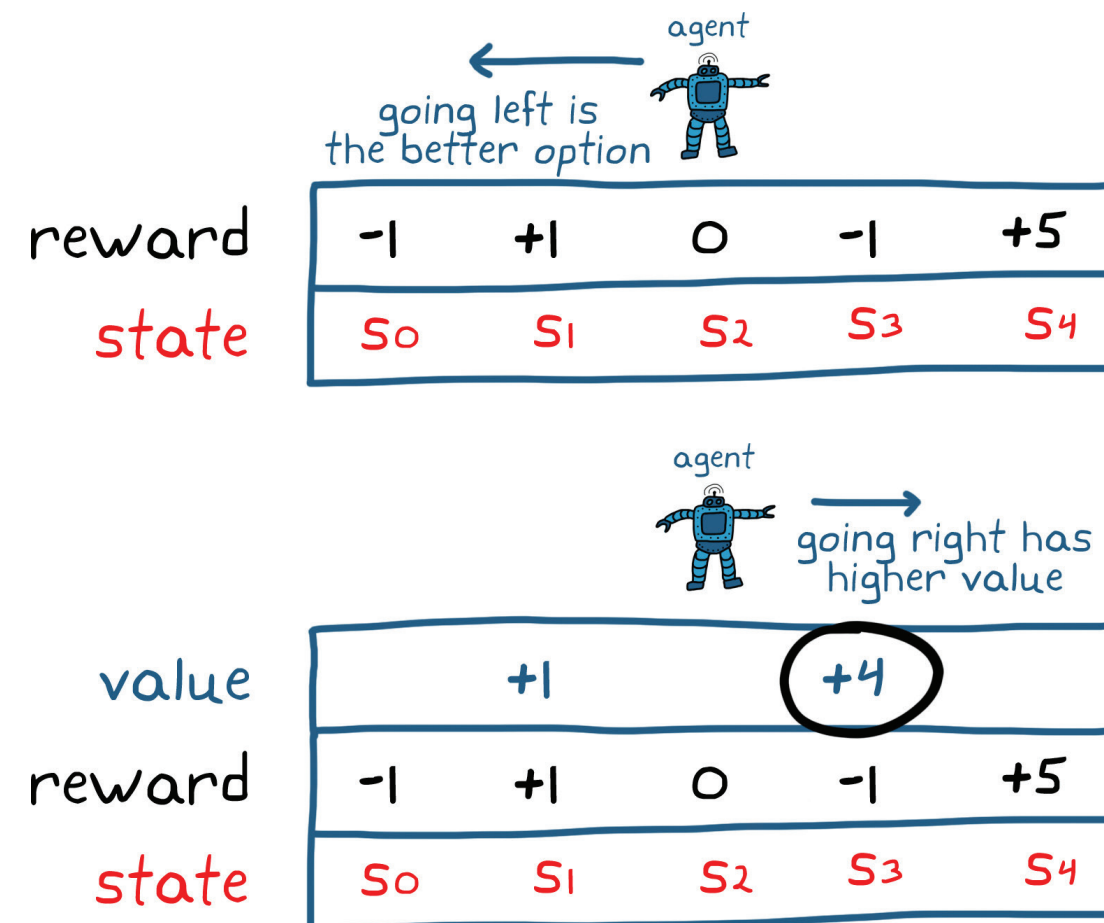 agent
going left is
the better option
reward -1 +1 0 -1 +5
state S0 S1 S2 S3 S4
agent
going right has
higher value
value +1 +4
reward -1 +1 0 -1 +5
state S0 S1 S2 S3 S4